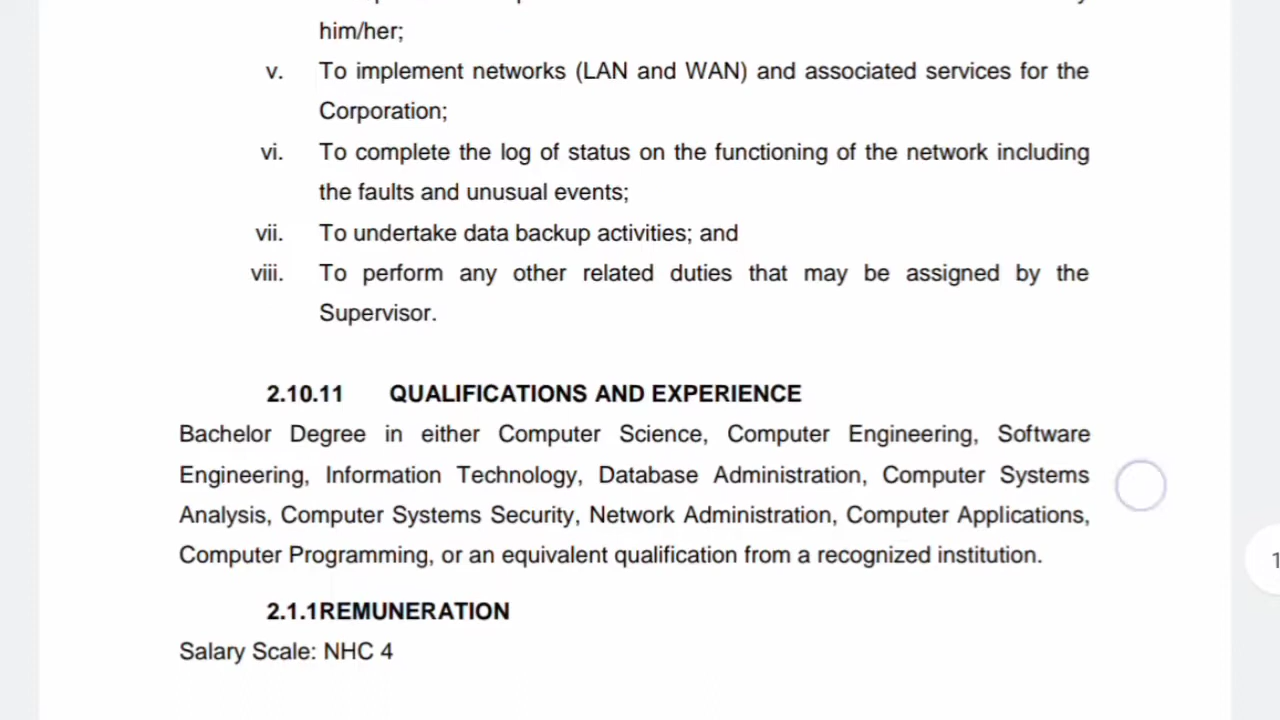 him/her;
v. To implement networks (LAN and WAN) and associated services for the
Corporation;
vi. To complete the log of status on the functioning of the network including
the faults and unusual events;
vii. To undertake data backup activities; and
viii. To perform any other related duties that may be assigned by the
Supervisor.
2.10.11 QUALIFICATIONS AND EXPERIENCE
Bachelor Degree in either Computer Science, Computer Engineering, Software
Engineering, Information Technology, Database Administration, Computer Systems
Analysis, Computer Systems Security, Network Administration, Computer Applications,
Computer Programming, or an equivalent qualification from a recognized institution.
2.1.1REMUNERATION
Salary Scale: NHC 4